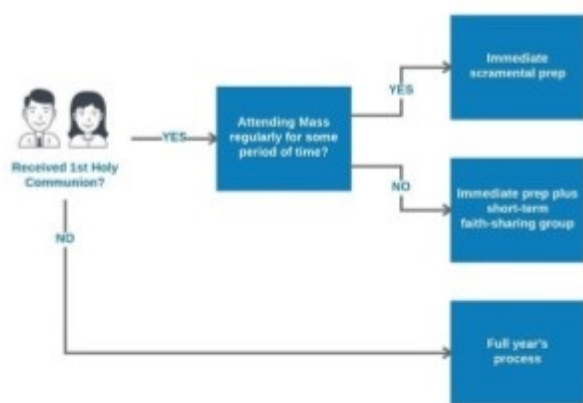 Immediate
scramental prep
YES
Attending Mass
regularly for some
period of time?
YES
Received 1st Holy
Communion?
NO
Immediate prep plus
short-term
faith-sharing group
NO
Full year's
process